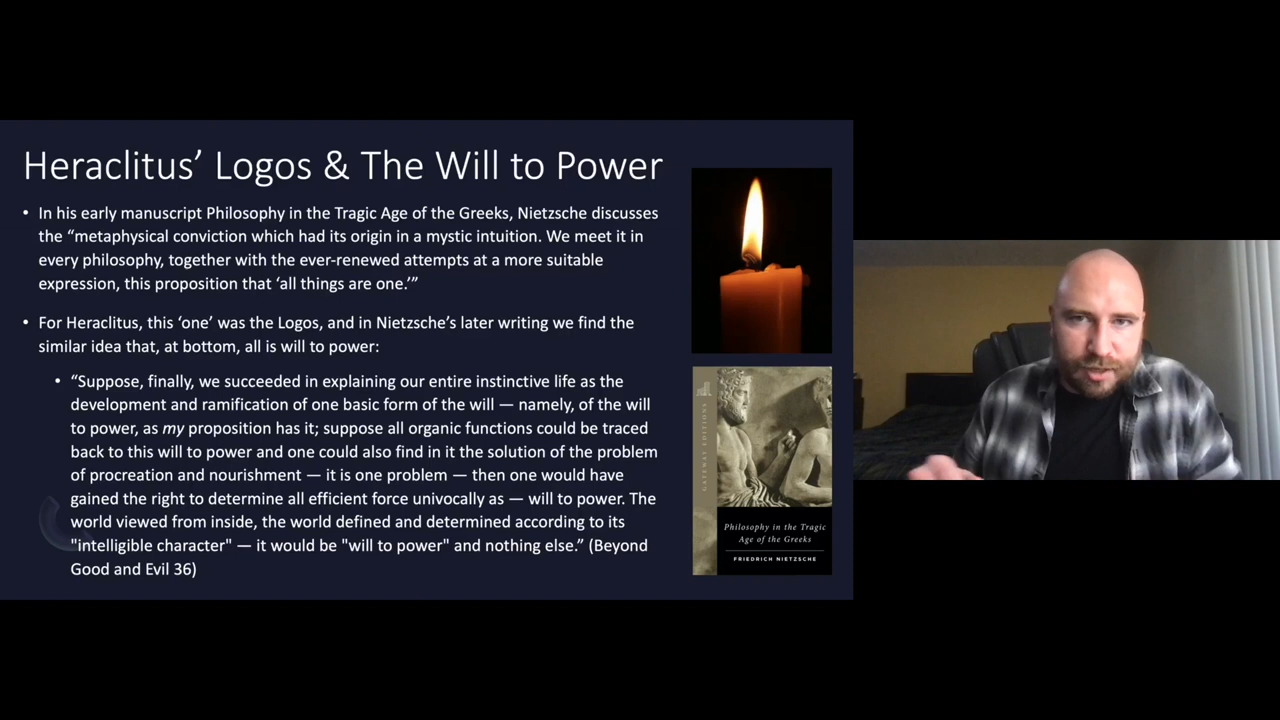 Heraclitus’ Logos & The Will to Power
• In his early manuscript Philosophy in the Tragic Age of the Greeks, Nietzsche discusses
the “metaphysical conviction which had its origin in a mystic intuition. We meet it in
every philosophy, together with the ever-renewed attempts at a more suitable
expression, this proposition that ‘all things are one.’”
• For Heraclitus, this ‘one’ was the Logos, and in Nietzsche’s later writing we find the
similar idea that, at bottom, all is will to power:
• “Suppose, finally, we succeeded in explaining our entire instinctive life as the
development and ramification of one basic form of the will — namely, of the will
to power, as my proposition has it; suppose all organic functions could be traced
back to this will to power and one could also find in it the solution of the problem
of procreation and nourishment — it is one problem — then one would have
gained the right to determine all efficient force univocally as — will to power. The
world viewed from inside, the world defined and determined according to its
"intelligible character" — it would be "will to power" and nothing else.” (Beyond
Good and Evil 36)
GATEWAY EDITIONS
Philosophy in the Tragic
Age of the Greeks
FRIEDRICH NIETZSCHE